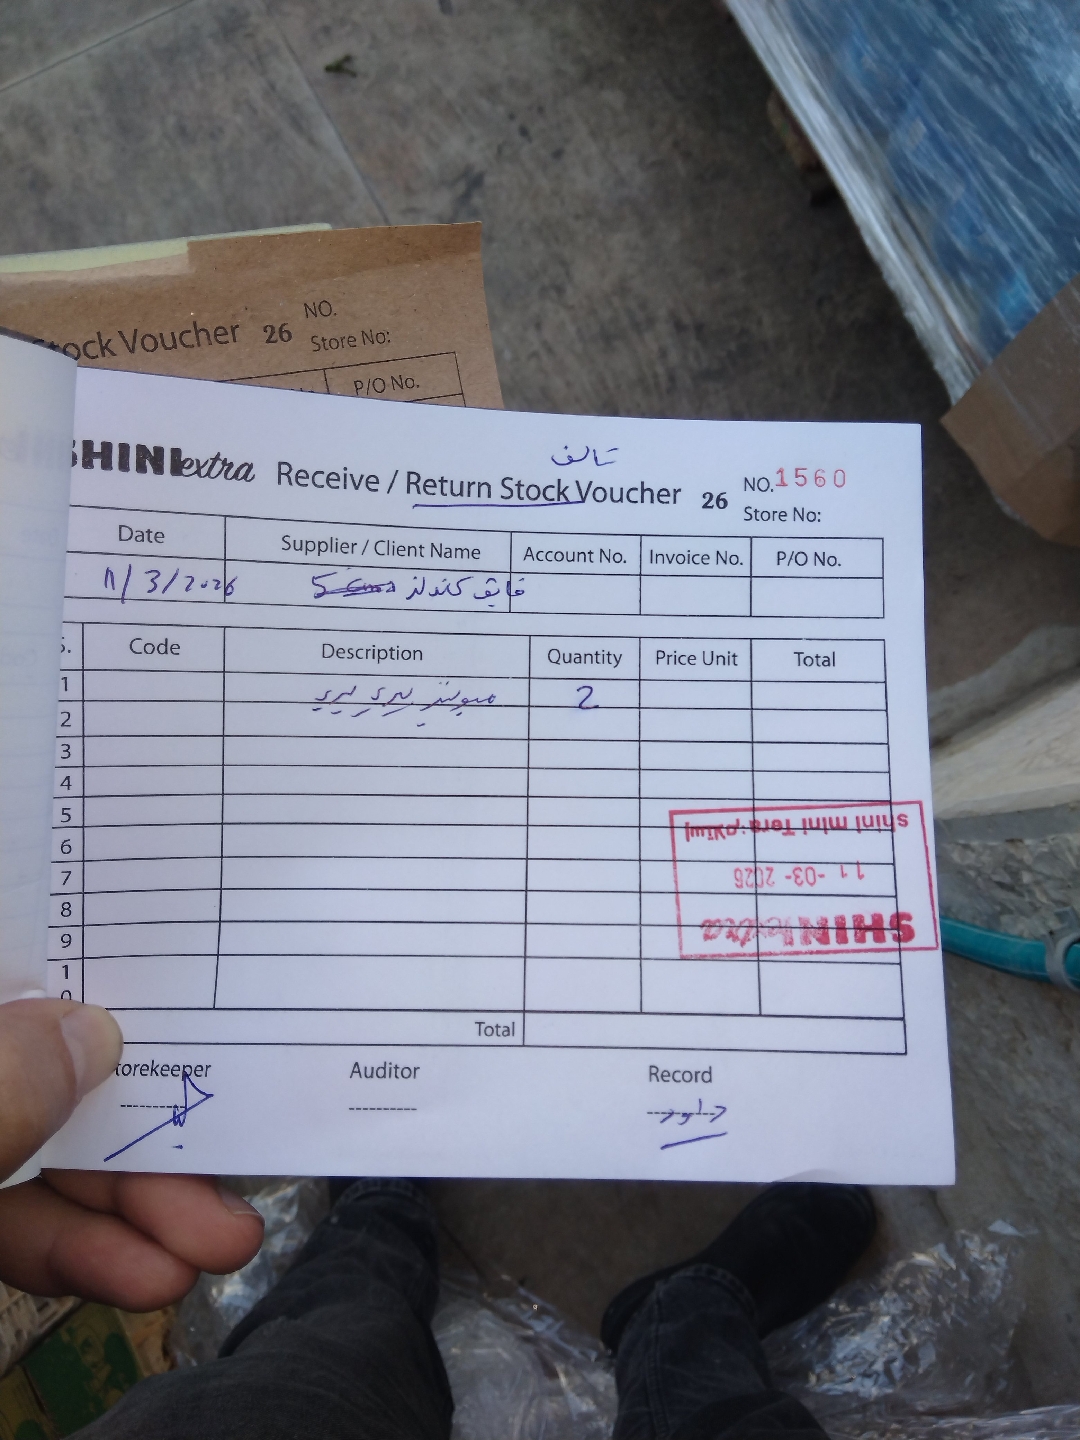 NO.
Stock Voucher 26 Store No:
P/O No.
تالف
SHINI extra Receive / Return Stock Voucher 26 NO. 1560
Store No:
Date Supplier / Client Name Account No. Invoice No. P/O No.
11/3/2026
S. Code Description Quantity Price Unit Total
1 2
2
3
4
5
6
7
8
9
10
shini mini Tera
11-03-2026
SHINI extra
Total
Storekeeper Auditor Record
داود